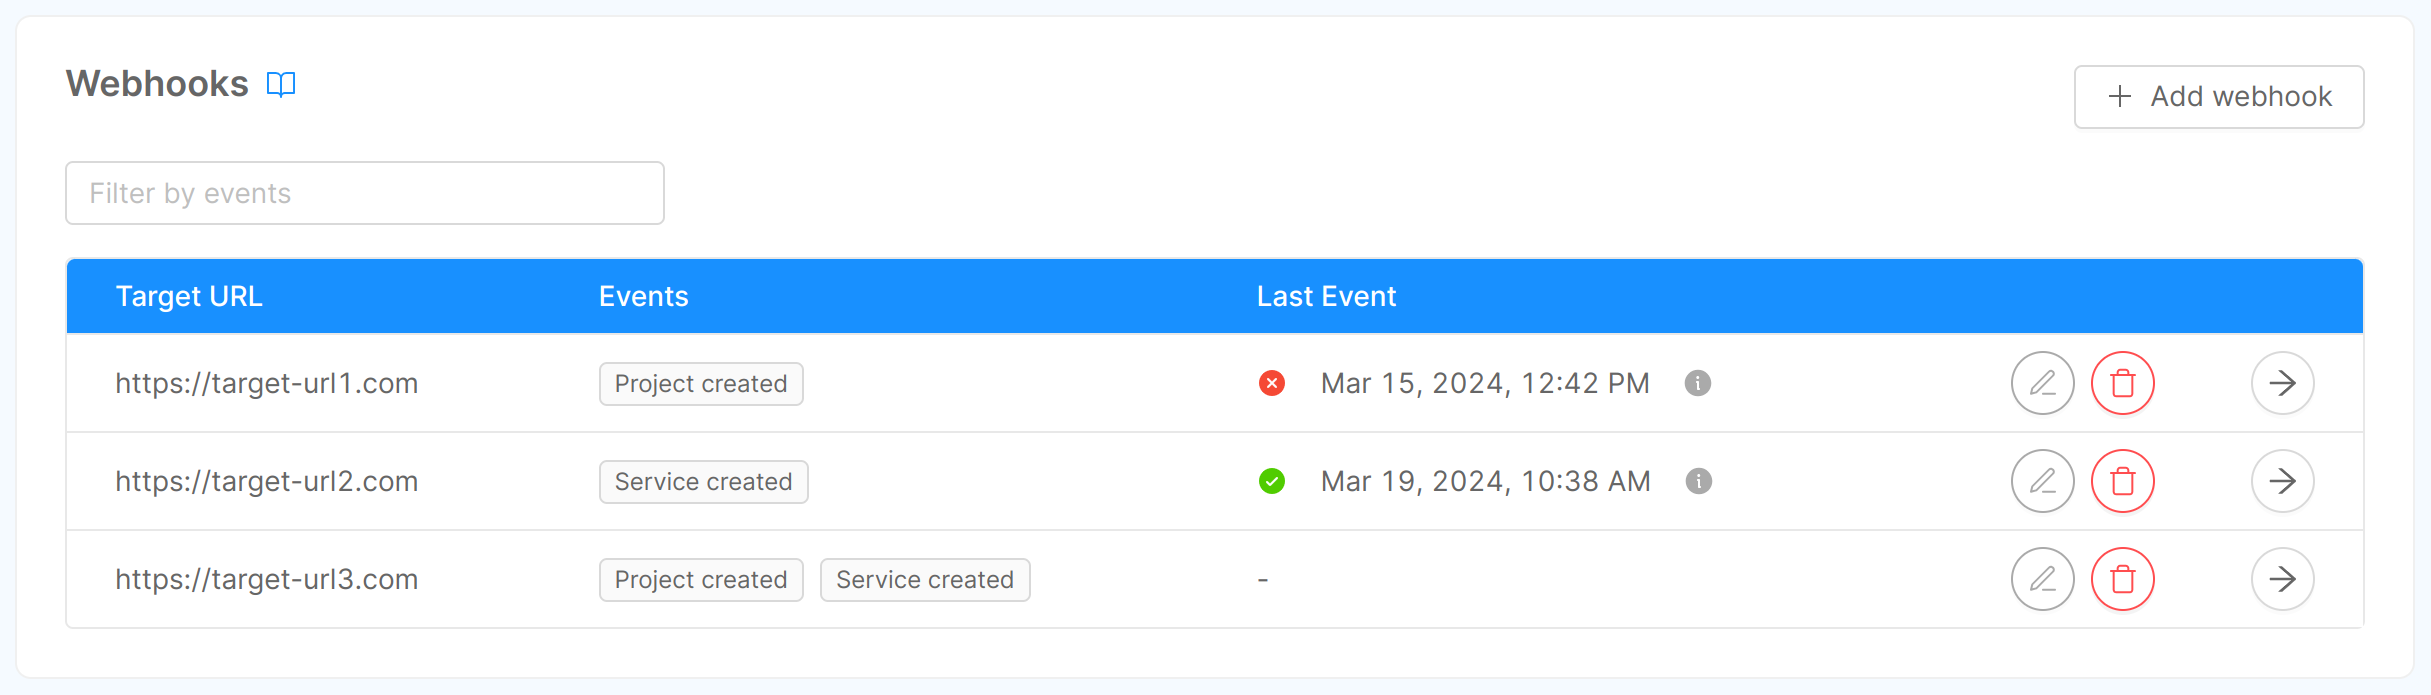 Webhooks
Add webhook
Filter by events
Target URL Events Last Event
https://target-url1.com Project created Mar 15, 2024, 12:42 PM
https://target-url2.com Service created Mar 19, 2024, 10:38 AM
https://target-url3.com Project created Service created -